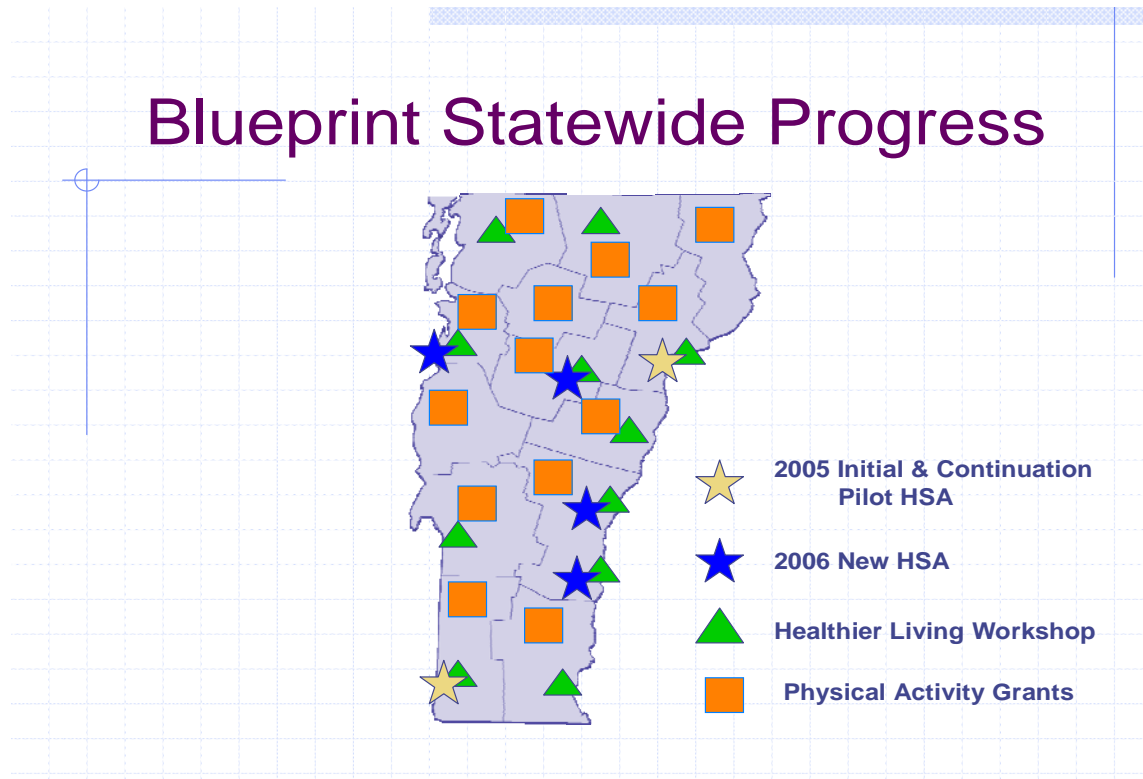 Blueprint Statewide Progress
2005 Initial & Continuation
Pilot HSA
2006 New HSA
Healthier Living Workshop
Physical Activity Grants